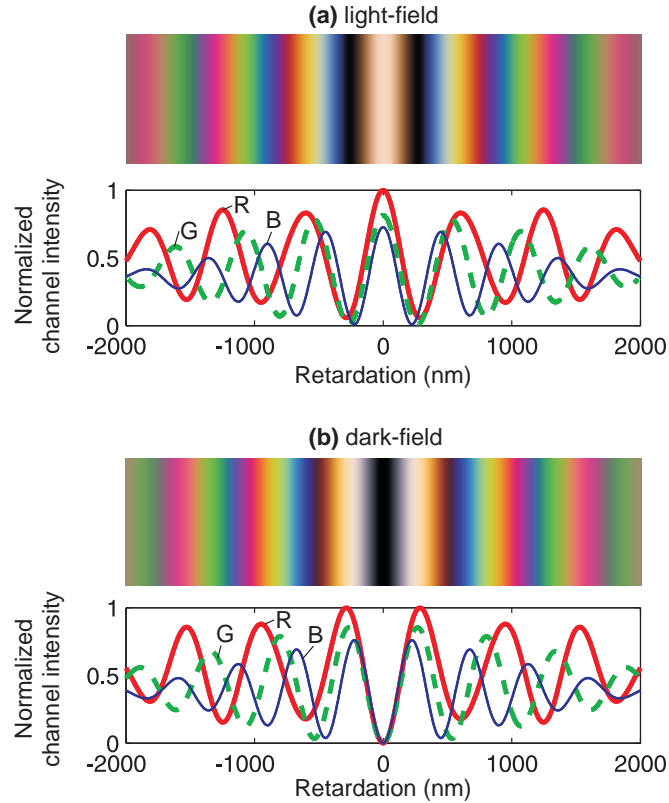 (a) light-field
Normalized
channel intensity
1
0.5
0
R
G
B
-2000
-1000
0
1000
2000
Retardation (nm)
(b) dark-field
Normalized
channel intensity
1
0.5
0
R
G
B
-2000
-1000
0
1000
2000
Retardation (nm)